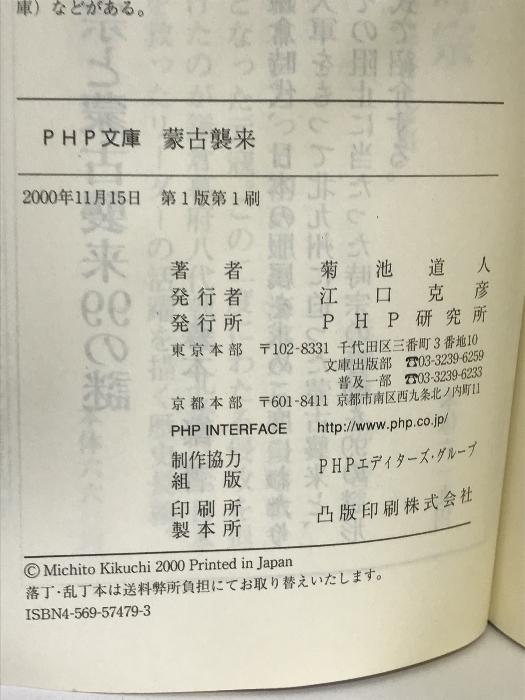 庫）などがある。
PHP文庫 蒙古襲来
2000年11月15日 第1版第1刷
著者 菊池道人
発行者 江口克彦
発行所 PHP研究所
東京本部 〒102-8331 千代田区三番町3番地10
文庫出版部 ☎03-3239-6259
普及一部 ☎03-3239-6233
京都本部 〒601-8411 京都市南区西九条北ノ内町11
PHP INTERFACE http://www.php.co.jp/
制作協力 PHPエディターズ・グループ
組版
印刷所 凸版印刷株式会社
製本所
© Michito Kikuchi 2000 Printed in Japan
落丁・乱丁本は送料弊所負担にてお取り替えいたします。
ISBN4-569-57479-3